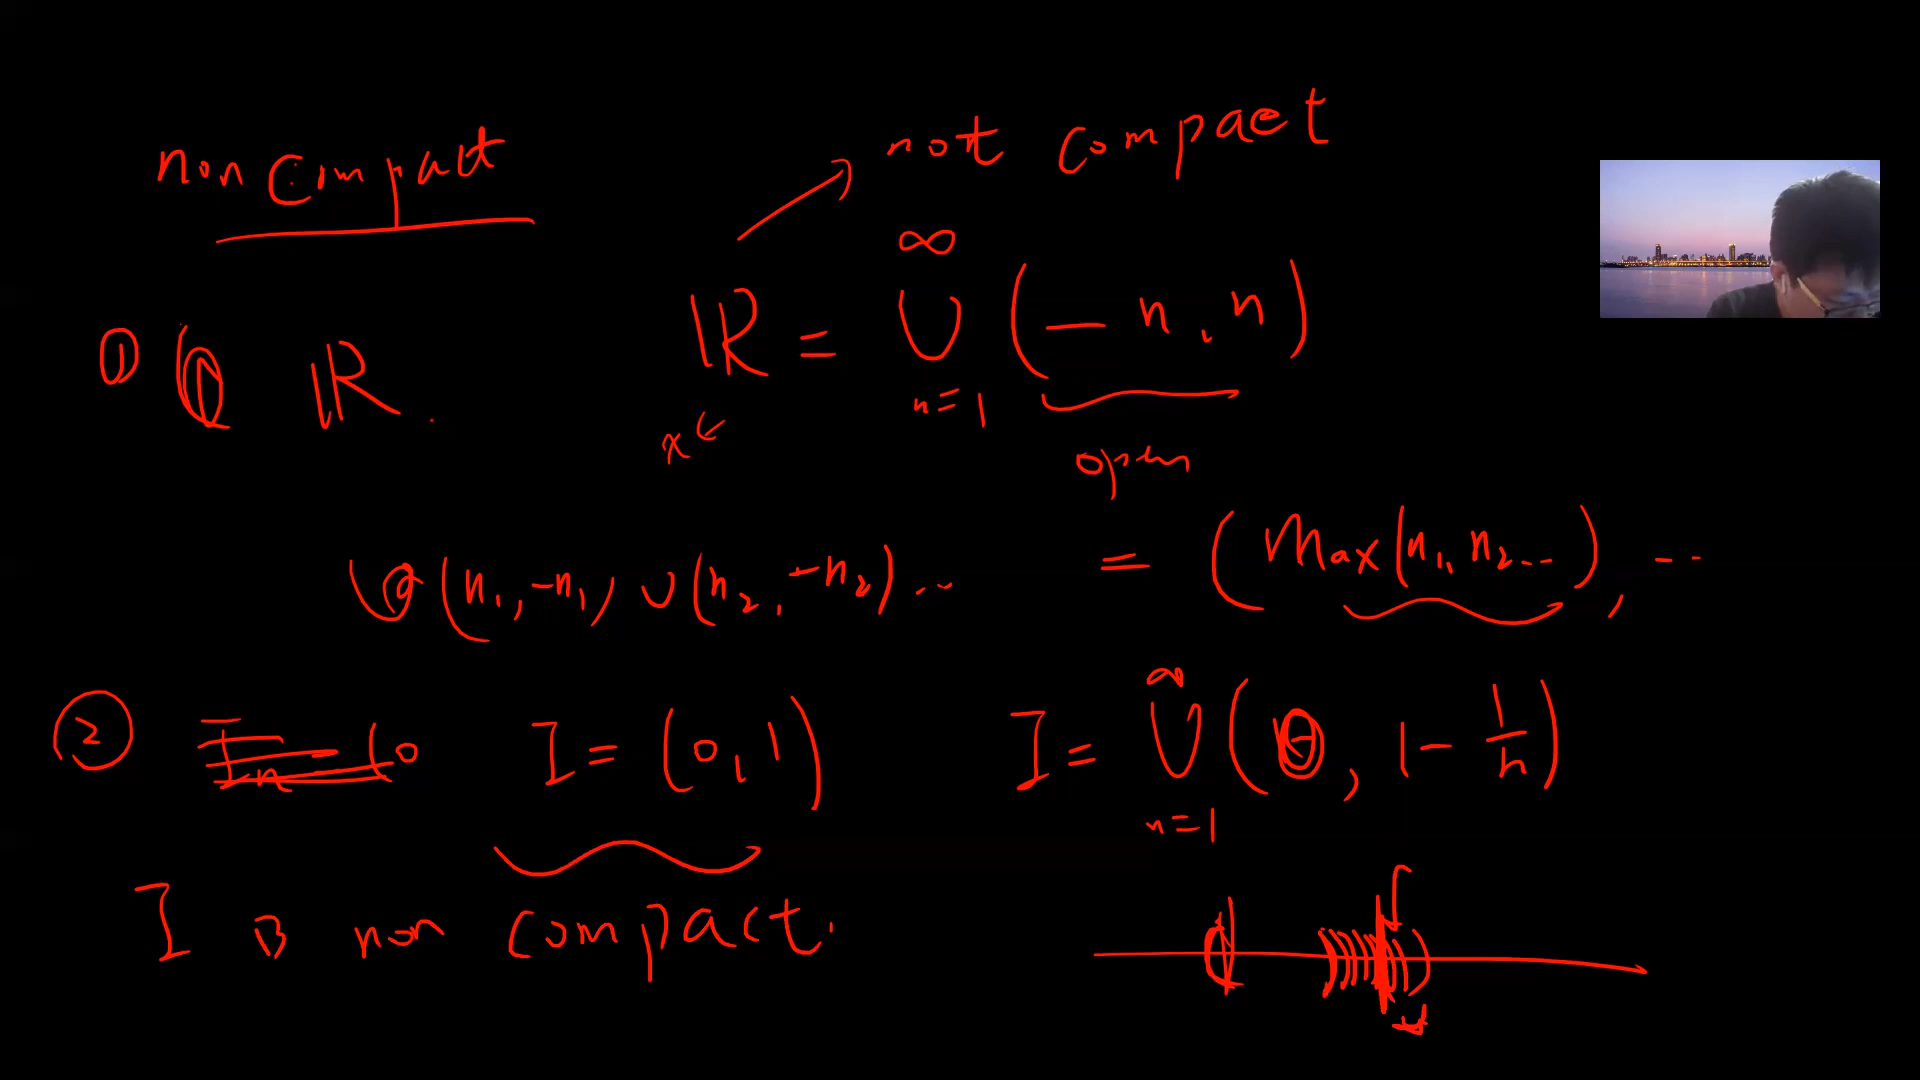 non compact
not compact
① ℚ ℝ.
ℝ = ∞ ∪ n=1 (-n, n)
x ∈
open
∪ (n₁, -n₁) ∪ (n₂, -n₂) ... = (Max(n₁, n₂...), ...
② I = (0, 1) I = ∞ ∪ n=1 (0, 1 - 1/n)
I is non compact.